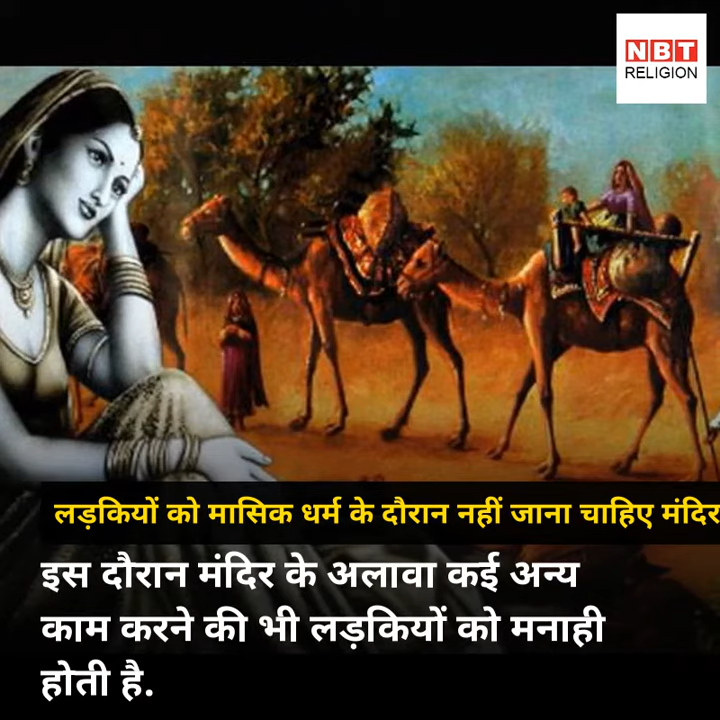 NBT
RELIGION
लड़कियों को मासिक धर्म के दौरान नहीं जाना चाहिए मंदिर
इस दौरान मंदिर के अलावा कई अन्य
काम करने की भी लड़कियों को मनाही
होती है.